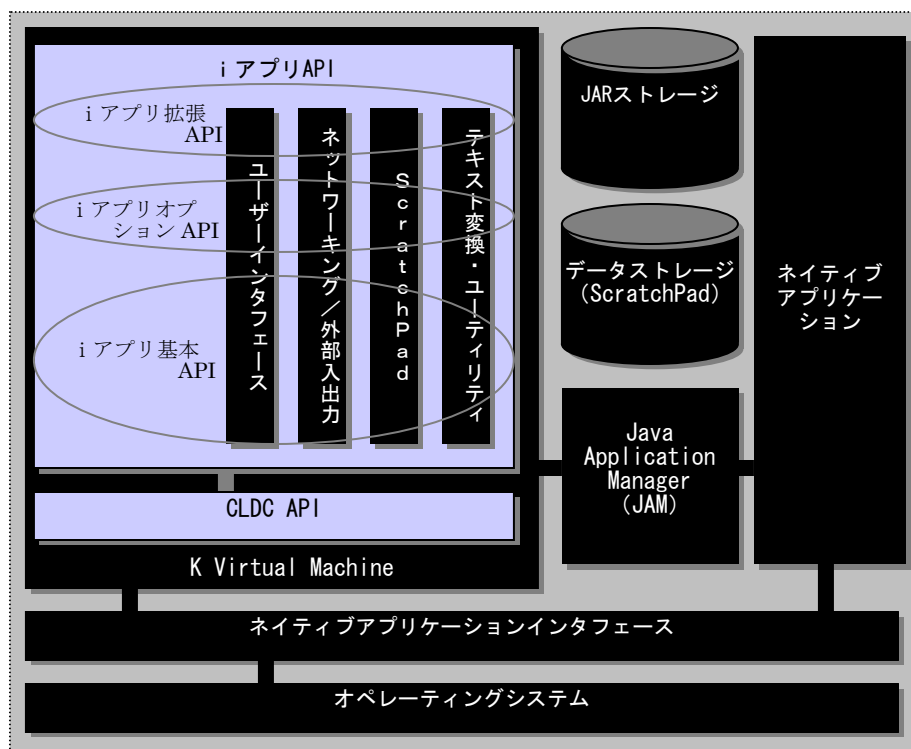 ｉアプリAPI
ｉアプリ拡張
API
ｉアプリオプ
ション API
ｉアプリ基本
API
ユーザーインタフェース
ネットワーキング／外部入出力
ScratchPad
テキスト変換・ユーティリティ
CLDC API
K Virtual Machine
JARストレージ
データストレージ
(ScratchPad)
Java
Application
Manager
(JAM)
ネイティブ
アプリケー
ション
ネイティブアプリケーションインタフェース
オペレーティングシステム